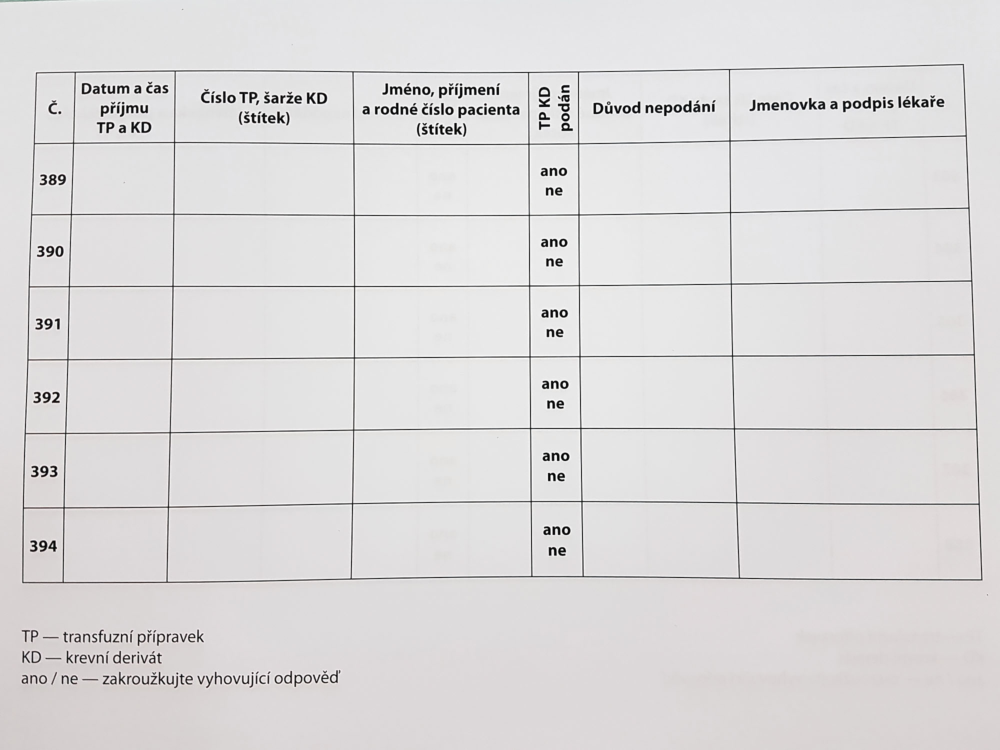 Č.
Datum a čas
příjmu
TP a KD
Číslo TP, šarže KD
(štítek)
Jméno, příjmení
a rodné číslo pacienta
(štítek)
TP KD
podán
Důvod nepodání
Jmenovka a podpis lékaře
389
ano
ne
390
ano
ne
391
ano
ne
392
ano
ne
393
ano
ne
394
ano
ne
TP — transfuzní přípravek
KD — krevní derivát
ano / ne — zakroužkujte vyhovující odpověď